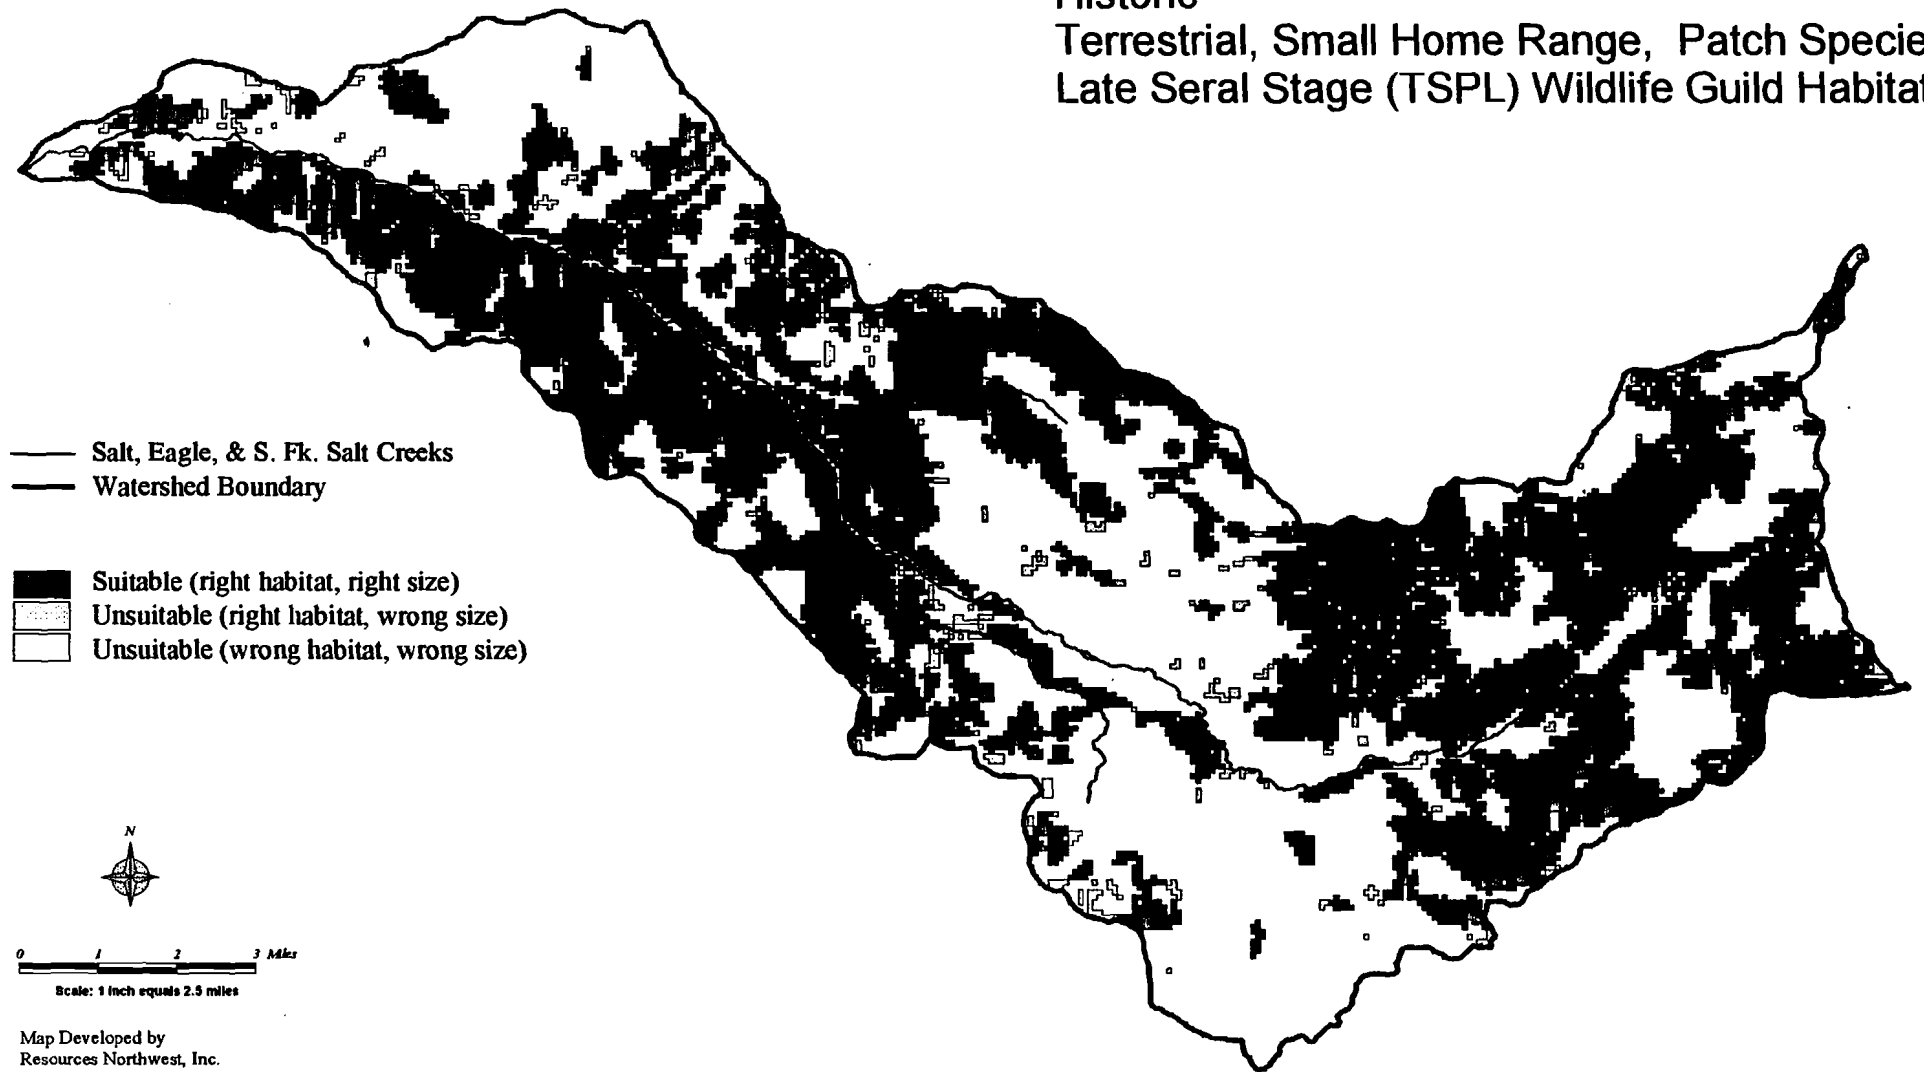 Historic
Terrestrial, Small Home Range, Patch Specie
Late Seral Stage (TSPL) Wildlife Guild Habitat
Salt, Eagle, & S. Fk. Salt Creeks
Watershed Boundary
Suitable (right habitat, right size)
Unsuitable (right habitat, wrong size)
Unsuitable (wrong habitat, wrong size)
N
0 1 2 3 Miles
Scale: 1 inch equals 2.5 miles
Map Developed by
Resources Northwest, Inc.